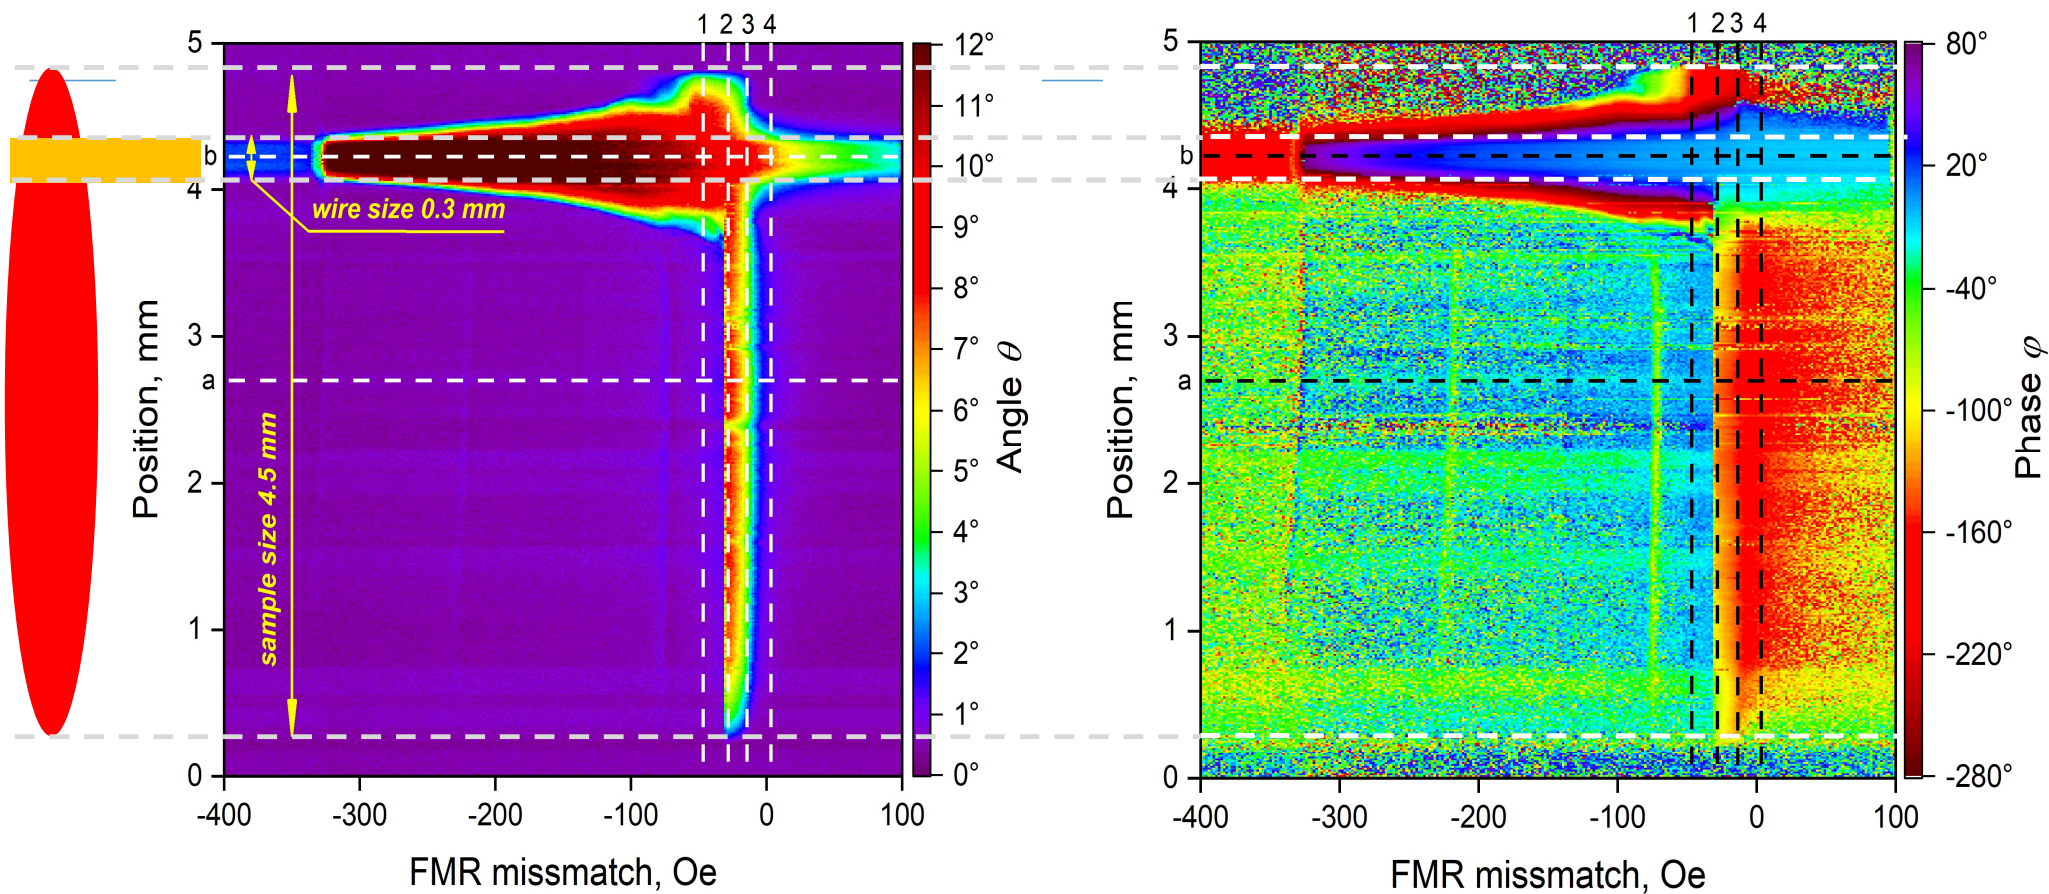 1 2 3 4
5
4
3
2
1
0
Position, mm
b
a
wire size 0.3 mm
sample size 4.5 mm
-400 -300 -200 -100 0 100
FMR missmatch, Oe
12°
11°
10°
9°
8°
7°
6°
5°
4°
3°
2°
1°
0°
Angle θ
1 2 3 4
5
4
3
2
1
0
Position, mm
b
a
-400 -300 -200 -100 0 100
FMR missmatch, Oe
80°
20°
-40°
-100°
-160°
-220°
-280°
Phase φ